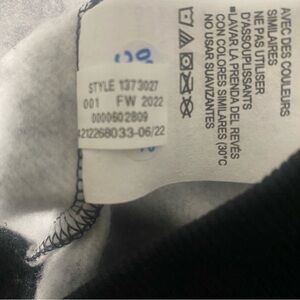 STYLE 1373027
001 FW 2022
0000602809
4212268033-06/22
AVEC DES COULEURS
SIMILAIRES
NE PAS UTILISER
D'ASSOUPLISSANTS
■LAVAR LA PRENDA DEL REVÉS
CON COLORES SIMILARES (30°C
NO USAR SUAVIZANTES